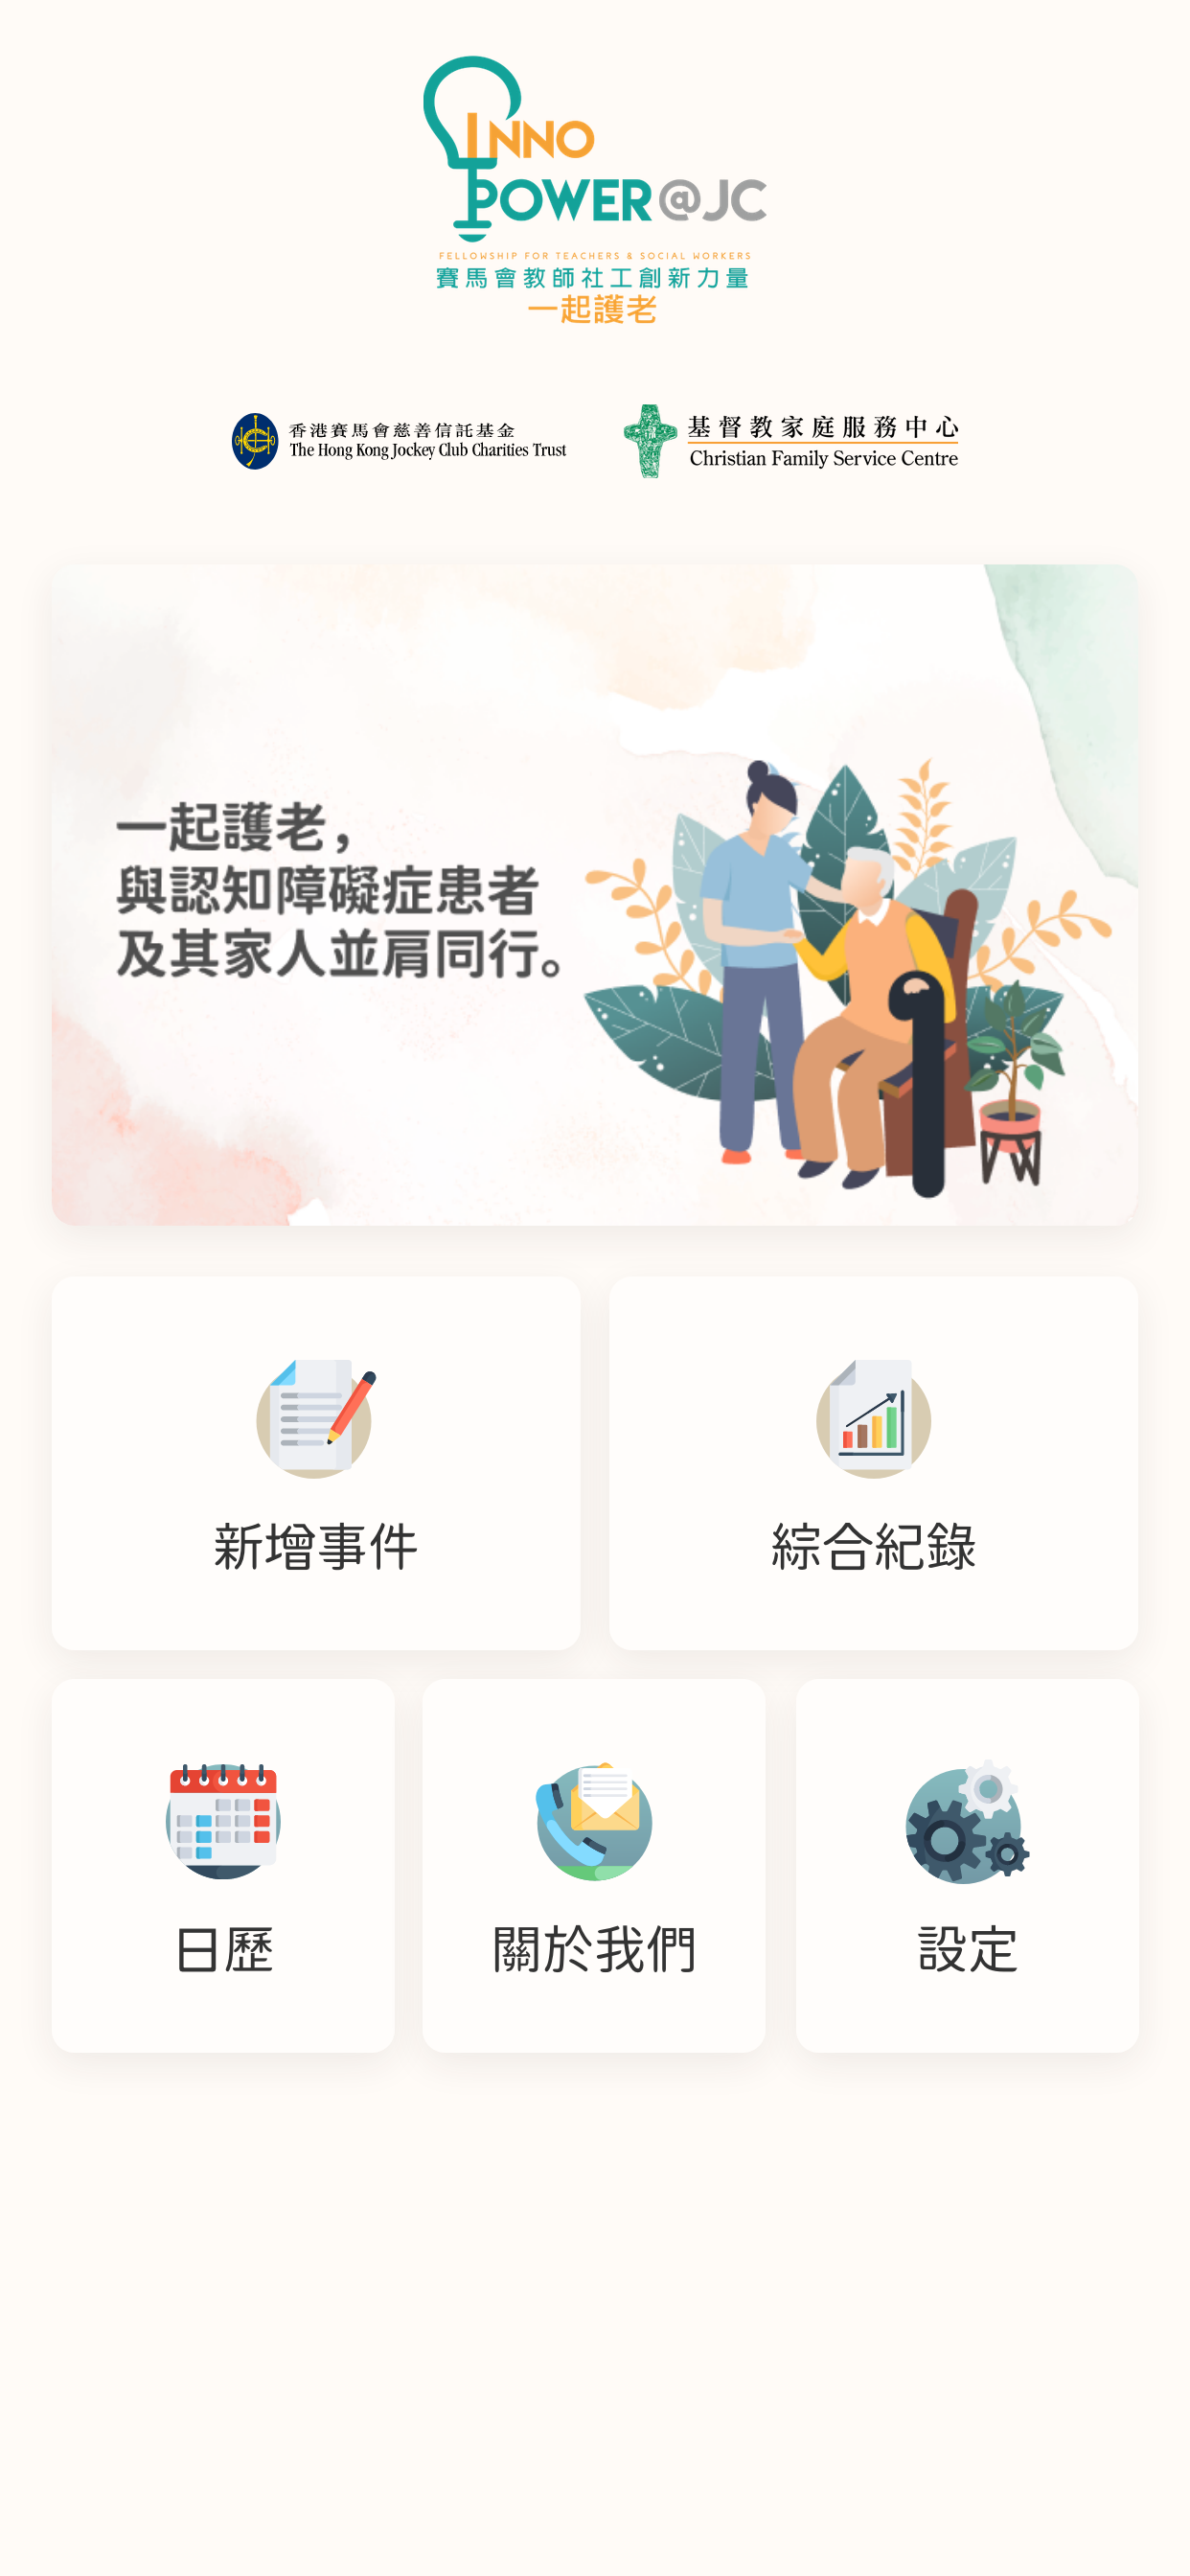 INNO
POWER@JC
FELLOWSHIP FOR TEACHERS & SOCIAL WORKERS
賽馬會教師社工創新力量
一起護老
香港賽馬會慈善信託基金
The Hong Kong Jockey Club Charities Trust
基督教家庭服務中心
Christian Family Service Centre
一起護老，
與認知障礙症患者
及其家人並肩同行。
新增事件
綜合紀錄
日歷
關於我們
設定